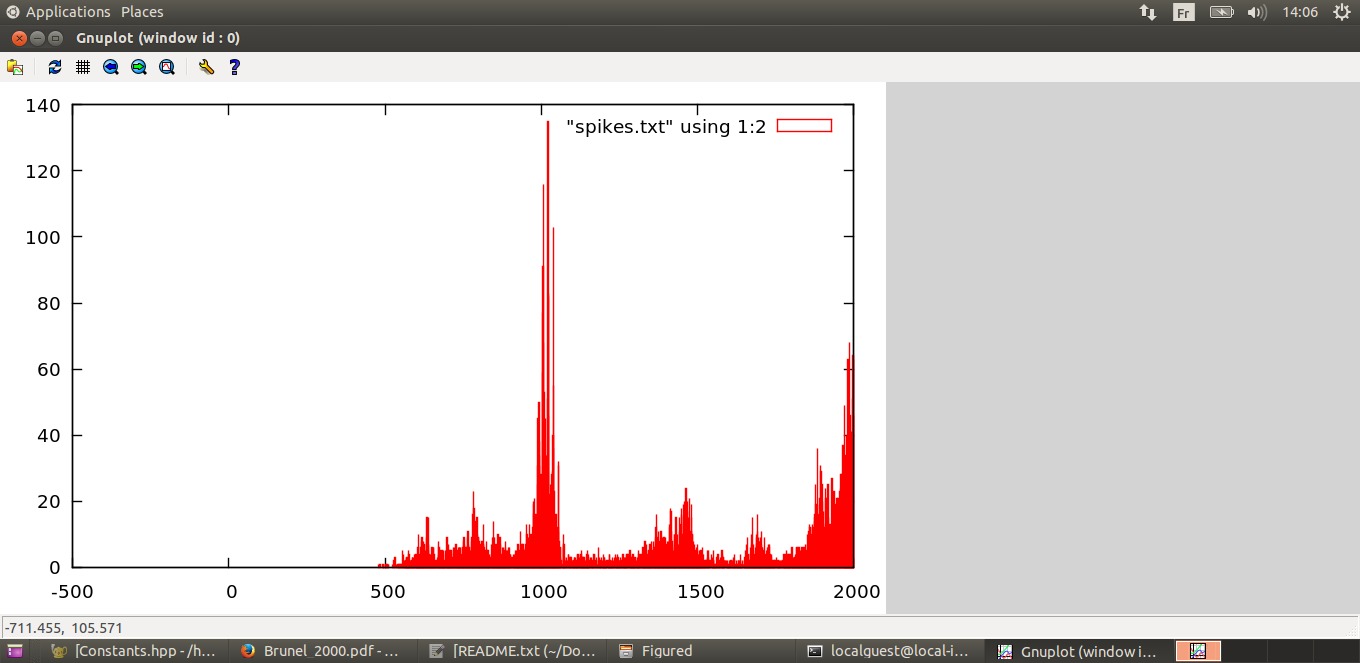 Applications Places Fr 14:06
Gnuplot (window id : 0)
140
"spikes.txt" using 1:2
120
100
80
60
40
20
0
-500 0 500 1000 1500 2000
-711.455, 105.571
[Constants.hpp - /h... Brunel_2000.pdf - ... [README.txt (~/Do... Figured localguest@local-i... Gnuplot (window i...